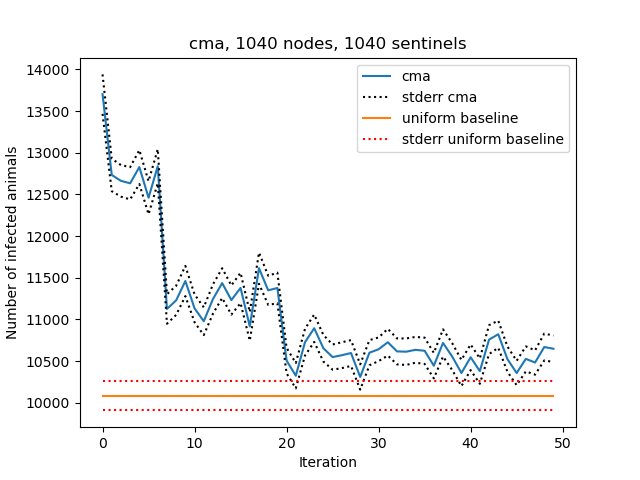 cma, 1040 nodes, 1040 sentinels
cma
stderr cma
uniform baseline
stderr uniform baseline
Number of infected animals
14000
13500
13000
12500
12000
11500
11000
10500
10000
0 10 20 30 40 50
Iteration